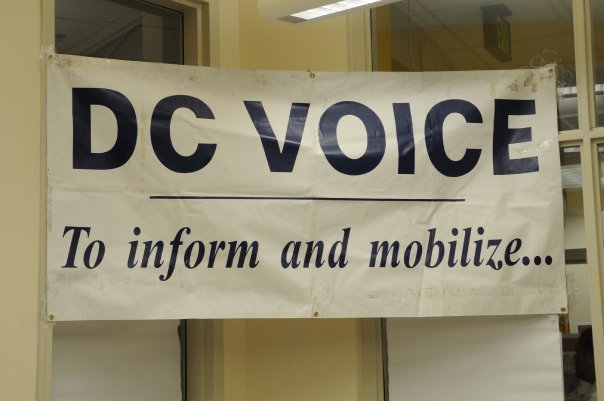 DC VOICE
To inform and mobilize...